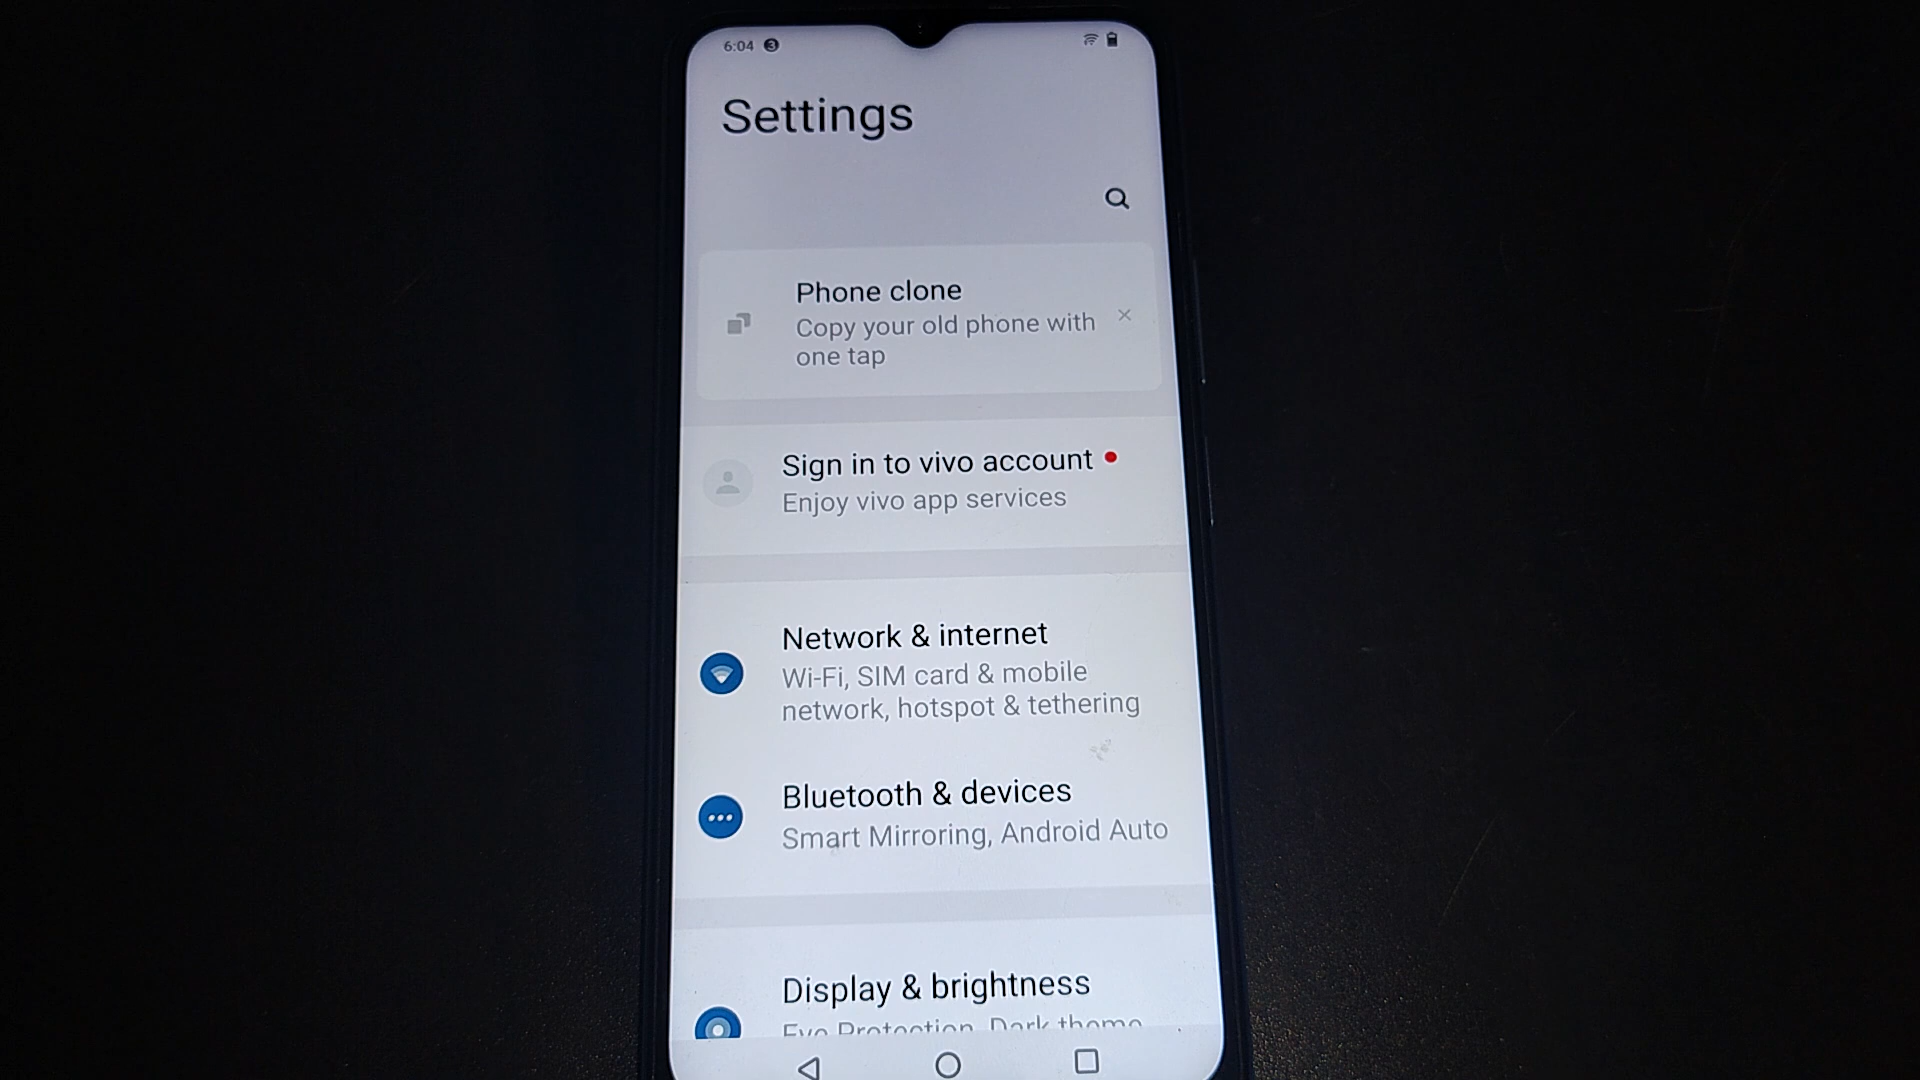 6:04 3
Settings
Phone clone
Copy your old phone with
one tap
Sign in to vivo account
Enjoy vivo app services
Network & internet
Wi-Fi, SIM card & mobile
network, hotspot & tethering
Bluetooth & devices
Smart Mirroring, Android Auto
Display & brightness
Eye Protection, Dark theme